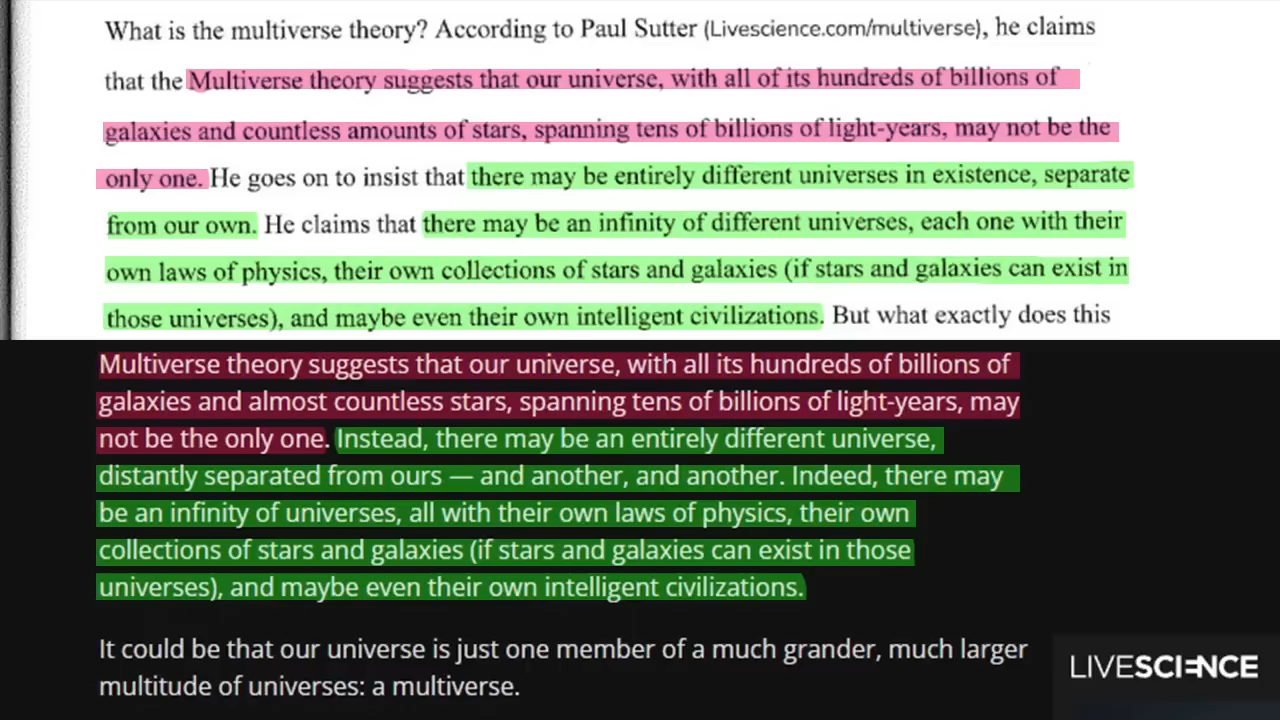 What is the multiverse theory? According to Paul Sutter (Livescience.com/multiverse), he claims
that the Multiverse theory suggests that our universe, with all of its hundreds of billions of
galaxies and countless amounts of stars, spanning tens of billions of light-years, may not be the
only one. He goes on to insist that there may be entirely different universes in existence, separate
from our own. He claims that there may be an infinity of different universes, each one with their
own laws of physics, their own collections of stars and galaxies (if stars and galaxies can exist in
those universes), and maybe even their own intelligent civilizations. But what exactly does this
Multiverse theory suggests that our universe, with all its hundreds of billions of
galaxies and almost countless stars, spanning tens of billions of light-years, may
not be the only one. Instead, there may be an entirely different universe,
distantly separated from ours — and another, and another. Indeed, there may
be an infinity of universes, all with their own laws of physics, their own
collections of stars and galaxies (if stars and galaxies can exist in those
universes), and maybe even their own intelligent civilizations.
It could be that our universe is just one member of a much grander, much larger
multitude of universes: a multiverse.
LIVESCIENCE